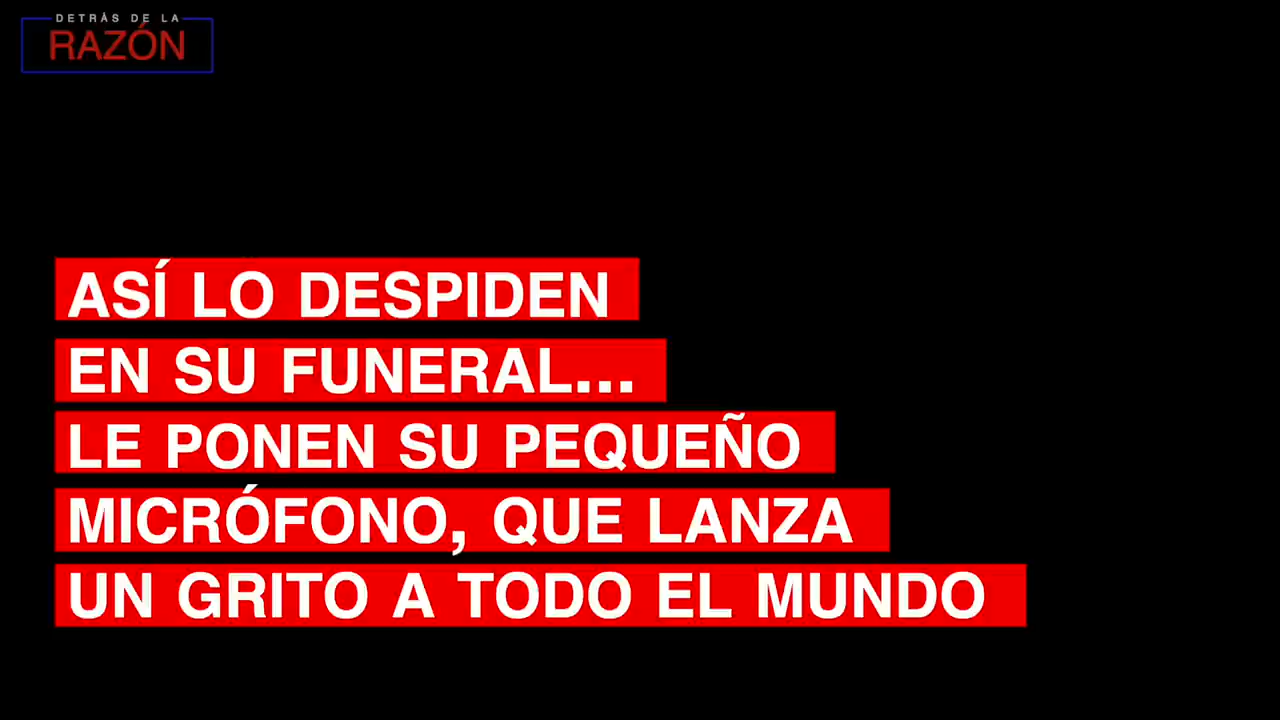 DETRÁS DE LA
RAZÓN
ASÍ LO DESPIDEN
EN SU FUNERAL...
LE PONEN SU PEQUEÑO
MICRÓFONO, QUE LANZA
UN GRITO A TODO EL MUNDO